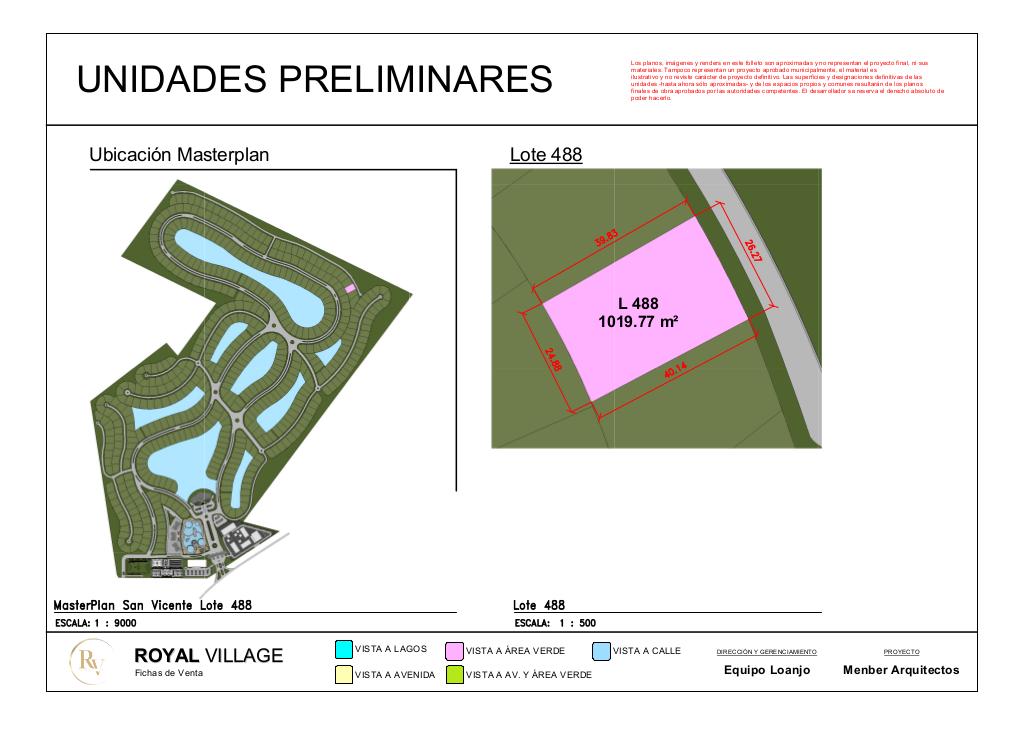 UNIDADES PRELIMINARES
Los planos, imágenes y renders en este folleto son aproximadas y no representan el proyecto final, ni sus
materiales. Tampoco representan un proyecto aprobado municipalmente, el material es
ilustrativo y no reviste carácter de proyecto definitivo. Las superficies y designaciones definitivas de las
unidades -hasta ahora sólo aproximadas- y de los espacios propios y comunes resultarán de los planos
finales de obra aprobados por las autoridades competentes. El desarrollador se reserva el derecho absoluto de
poder hacerlo.
Ubicación Masterplan
Lote 488
39.83
26.27
L 488
1019.77 m²
24.88
40.14
MasterPlan San Vicente Lote 488
ESCALA: 1 : 9000
Lote 488
ESCALA: 1 : 500
RV
ROYAL VILLAGE
Fichas de Venta
VISTA A LAGOS
VISTA A ÁREA VERDE
VISTA A CALLE
VISTA A AVENIDA
VISTA A AV. Y ÁREA VERDE
DIRECCIÓN Y GERENCIAMIENTO
Equipo Loanjo
PROYECTO
Menber Arquitectos